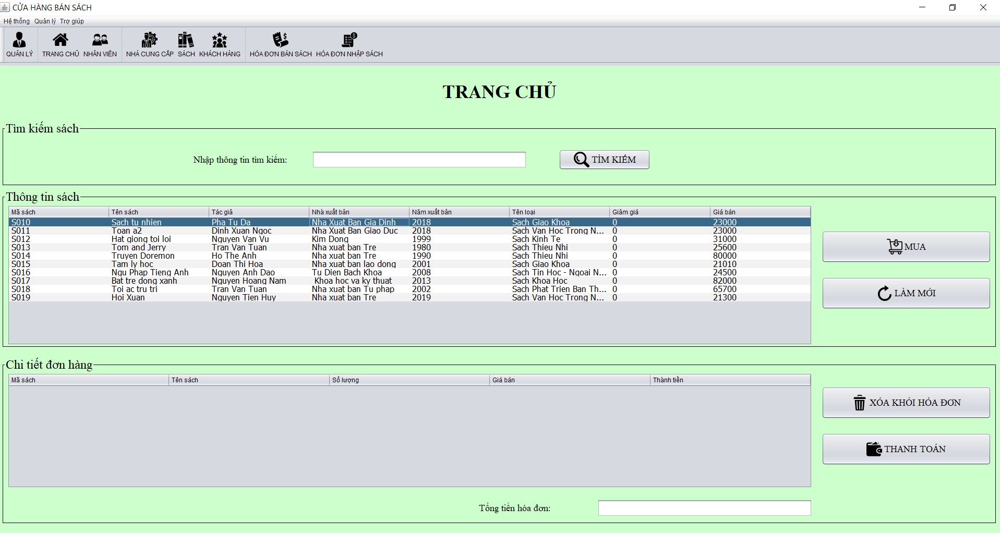 CỬA HÀNG BÁN SÁCH
Hệ thống Quản lý Trợ giúp
QUẢN LÝ TRANG CHỦ NHÂN VIÊN NHÀ CUNG CẤP SÁCH KHÁCH HÀNG HÓA ĐƠN BÁN SÁCH HÓA ĐƠN NHẬP SÁCH
TRANG CHỦ
Tìm kiếm sách
Nhập thông tin tìm kiếm: TÌM KIẾM
Thông tin sách
Mã sách Tên sách Tác giả Nhà xuất bản Năm xuất bản Tên loại Giảm giá Giá bán
S010 Sach tu nhien Pha Tu Da Nha Xuat Ban Gia Dinh 2018 Sach Giao Khoa 0 23000
S011 Toan a2 Dinh Xuan Ngoc Nha Xuat Ban Giao Duc 2018 Sach Van Hoc Trong N... 0 23000
S012 Hat giong toi loi Nguyen Van Vu Kim Dong 1999 Sach Kinh Te 0 31000
S013 Tom and Jerry Tran Van Tuan Nha xuat ban Tre 1980 Sach Thieu Nhi 0 25600
S014 Truyen Doremon Ho The Anh Nha xuat ban Tre 1990 Sach Thieu Nhi 0 80000
S015 Tam ly hoc Doan Thi Hoa Nha xuat ban lao dong 2001 Sach Giao Khoa 0 21010
S016 Ngu Phap Tieng Anh Nguyen Anh Dao Tu Dien Bach Khoa 2008 Sach Tin Hoc - Ngoai N... 0 24500
S017 Bat tre dong xanh Nguyen Hoang Nam Khoa hoc va ky thuat 2013 Sach Khoa Hoc 0 82000
S018 Toi ac tru tri Tran Van Tuan Nha xuat ban Tu phap 2002 Sach Phat Trien Ban Th... 0 65700
S019 Hoi Xuan Nguyen Tien Huy Nha xuat ban Tre 2019 Sach Van Hoc Trong N... 0 21300
MUA
LÀM MỚI
Chi tiết đơn hàng
Mã sách Tên sách Số lượng Giá bán Thành tiền
XÓA KHỎI HÓA ĐƠN
THANH TOÁN
Tổng tiền hóa đơn: